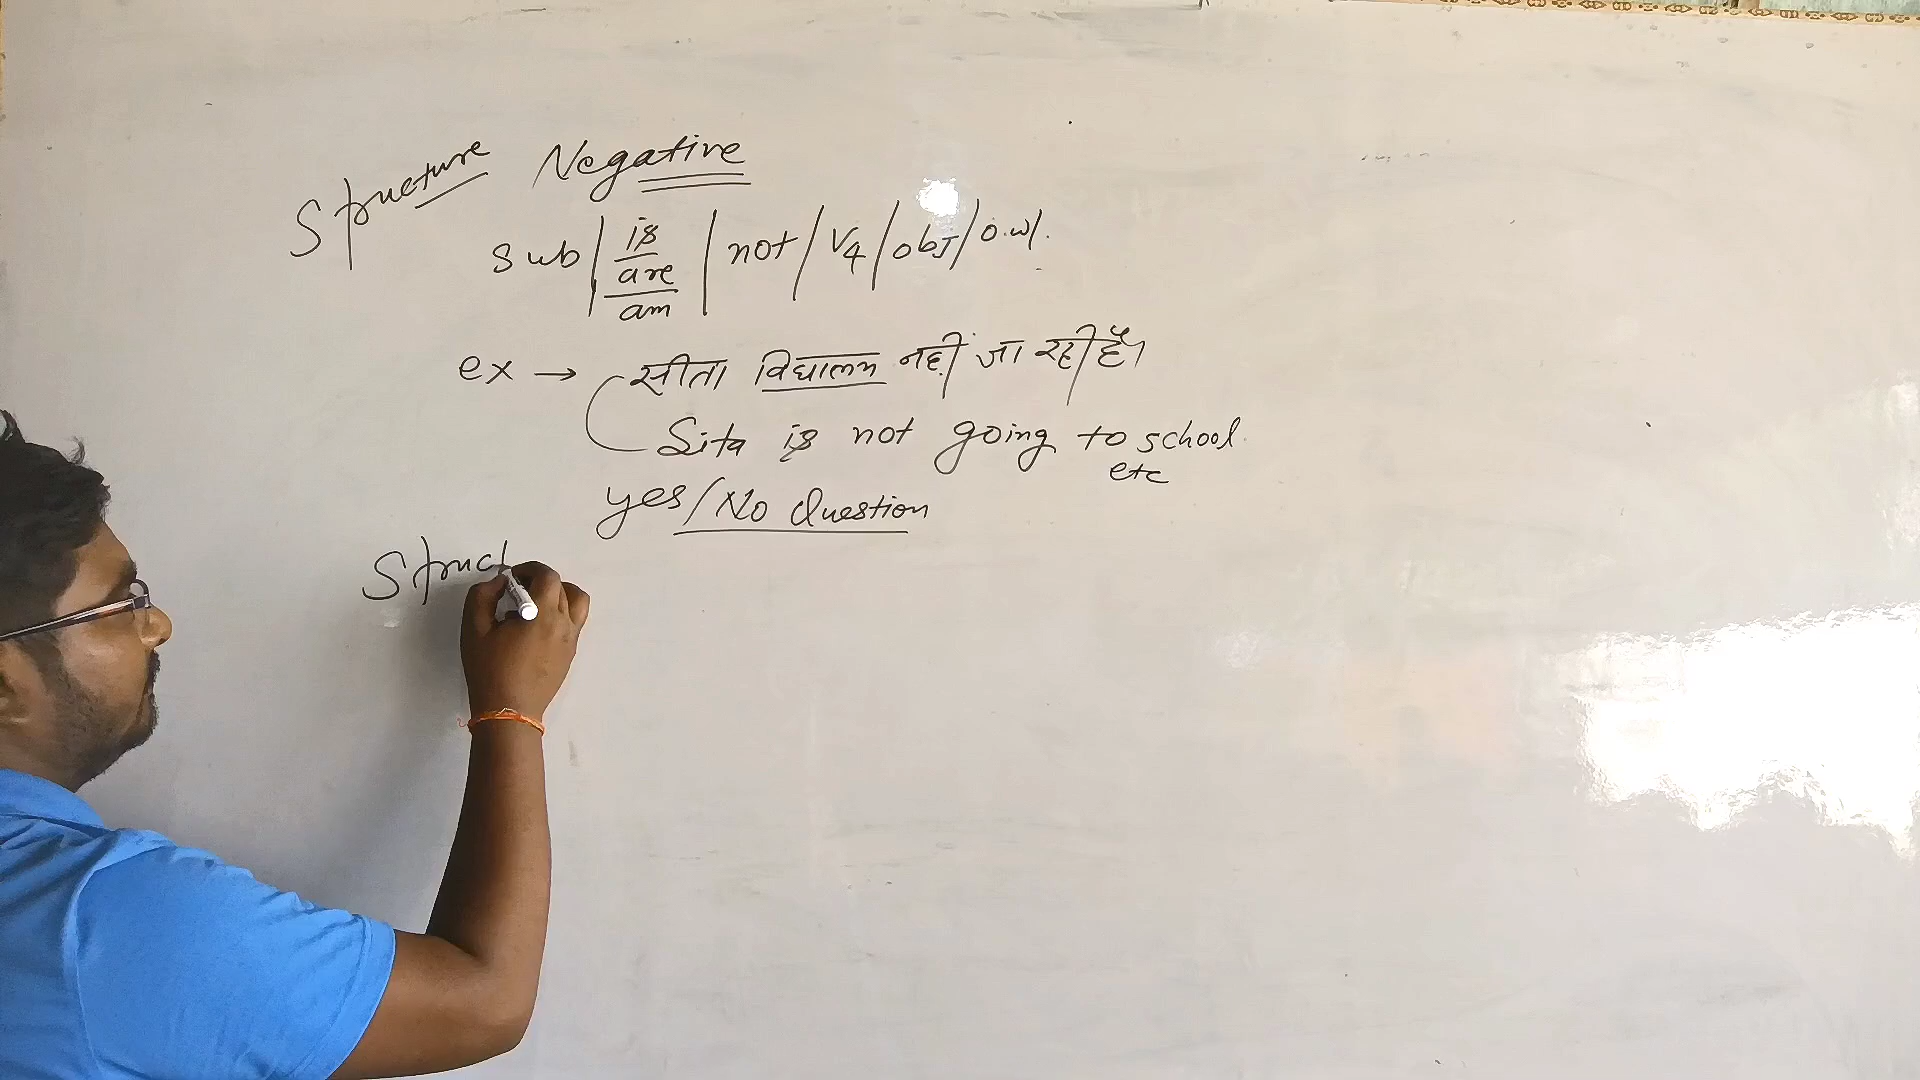 Structure Negative
sub | is/are/am | not / V4 / obj / o.w/.
ex → सीता विद्यालय नहीं जा रही है।
Sita is not going to school.
etc
yes/No Question
Struct